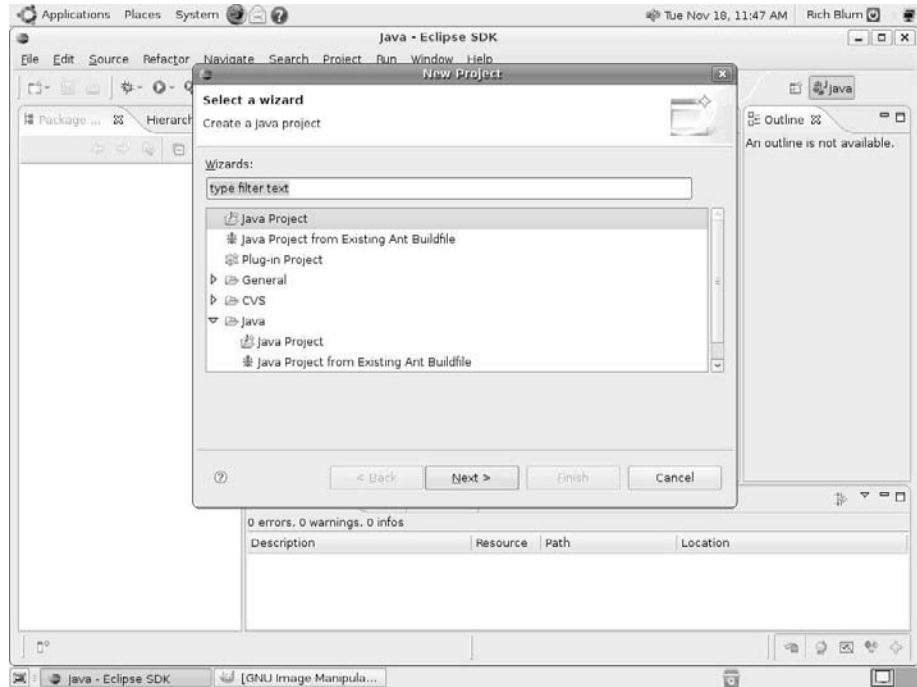 Applications Places System
Tue Nov 18, 11:47 AM Rich Blum
Java - Eclipse SDK
File Edit Source Refactor Navigate Search Project Run Window Help
New Project
Java
Select a wizard
Create a Java project
Package ...
Hierarch
Outline
An outline is not available.
Wizards:
type filter text
Java Project
Java Project from Existing Ant Buildfile
Plug-in Project
General
CVS
Java
Java Project
Java Project from Existing Ant Buildfile
< Back Next > Finish Cancel
0 errors, 0 warnings, 0 infos
Description Resource Path Location
Java - Eclipse SDK
[GNU Image Manipula...